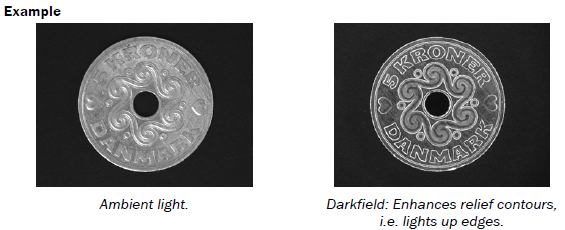 Example
5 KRONER
DANMARK
5 KRONER
DANMARK
Ambient light.
Darkfield: Enhances relief contours,
i.e. lights up edges.